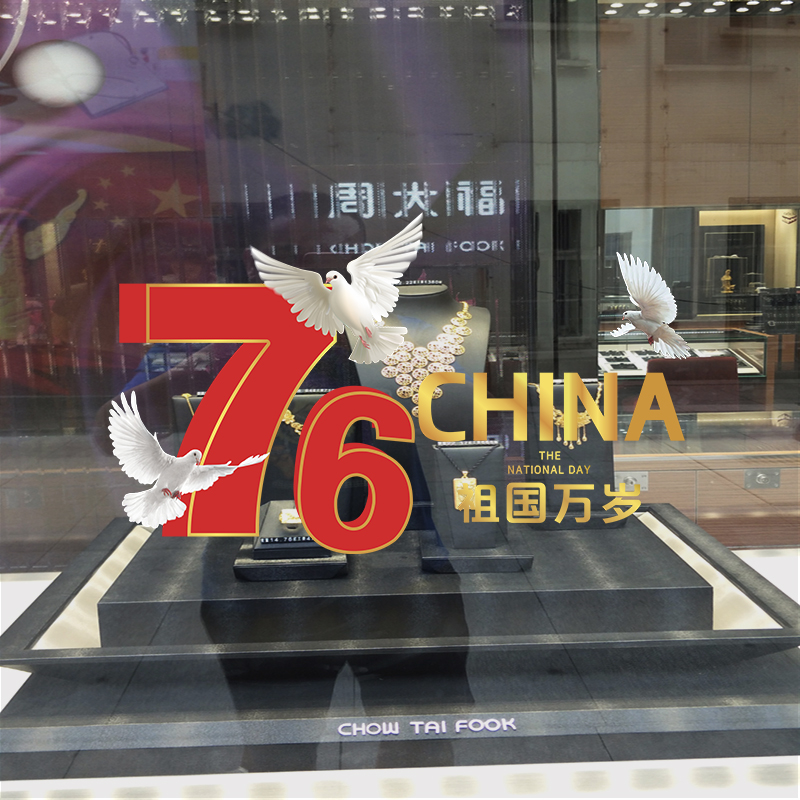 周大福
CHOW TAI FOOK
76
CHINA
THE
NATIONAL DAY
祖国万岁
CHOW TAI FOOK